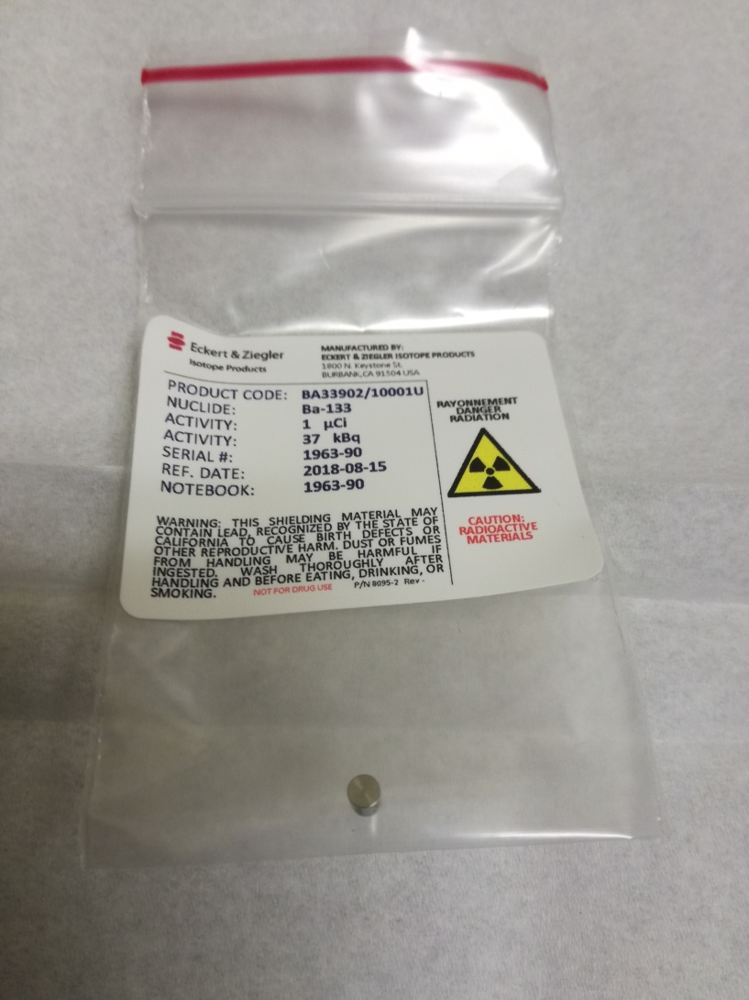 Eckert & Ziegler
Isotope Products
MANUFACTURED BY:
ECKERT & ZIEGLER ISOTOPE PRODUCTS
1800 N. Keystone St.
BURBANK,CA 91504 USA
PRODUCT CODE: BA33902/10001U
NUCLIDE: Ba-133
ACTIVITY: 1 µCi
ACTIVITY: 37 kBq
SERIAL #: 1963-90
REF. DATE: 2018-08-15
NOTEBOOK: 1963-90
RAYONNEMENT
DANGER
RADIATION
CAUTION:
RADIOACTIVE
MATERIALS
WARNING: THIS SHIELDING MATERIAL MAY
CONTAIN LEAD, RECOGNIZED BY THE STATE OF
CALIFORNIA TO CAUSE BIRTH DEFECTS OR
OTHER REPRODUCTIVE HARM. DUST OR FUMES
FROM HANDLING MAY BE HARMFUL IF
INGESTED. WASH THOROUGHLY AFTER
HANDLING AND BEFORE EATING, DRINKING, OR
SMOKING. NOT FOR DRUG USE P/N 8095-2 Rev -